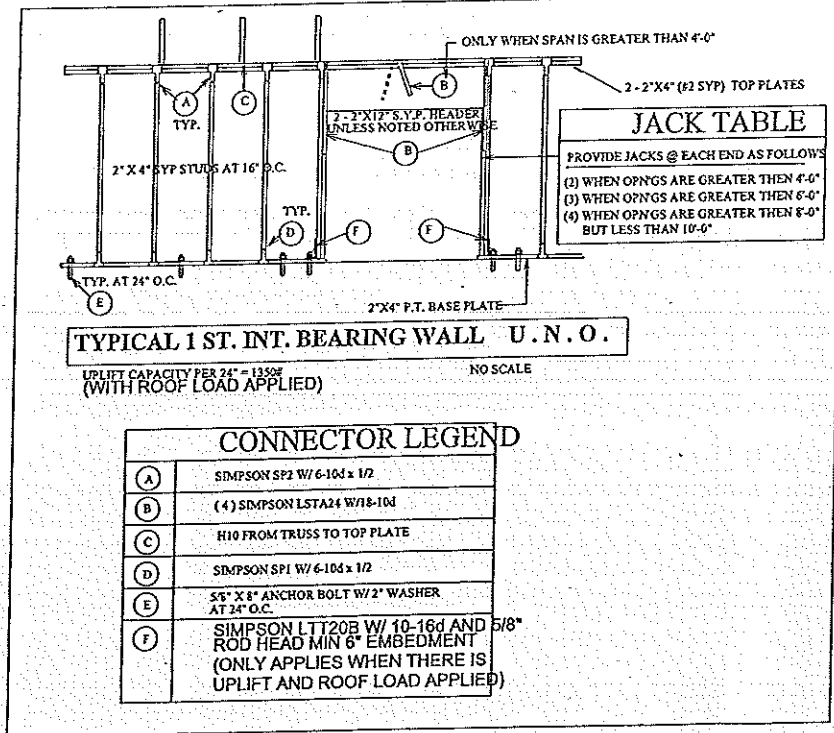 ONLY WHEN SPAN IS GREATER THAN 4'-0"
B
2 - 2"X4" (#2 SYP) TOP PLATES
A
TYP.
C
2 - 2"X12" S.Y.P. HEADER
UNLESS NOTED OTHERWISE
B
2" X 4" SYP STUDS AT 16" O.C.
JACK TABLE
PROVIDE JACKS @ EACH END AS FOLLOWS
(2) WHEN OPN'GS ARE GREATER THEN 4'-0"
(3) WHEN OPN'GS ARE GREATER THEN 6'-0"
(4) WHEN OPN'GS ARE GREATER THEN 8'-0"
BUT LESS THAN 10'-0"
TYP.
D
F
F
TYP. AT 24" O.C.
E
2"X4" P.T. BASE PLATE
TYPICAL 1 ST. INT. BEARING WALL U.N.O.
UPLIFT CAPACITY PER 24" = 1350#
(WITH ROOF LOAD APPLIED)
NO SCALE
CONNECTOR LEGEND
A SIMPSON SP2 W/ 6-10d x 1/2
B (4) SIMPSON LSTA24 W/18-10d
C H10 FROM TRUSS TO TOP PLATE
D SIMPSON SP1 W/ 6-10d x 1/2
E 5/8" X 8" ANCHOR BOLT W/ 2" WASHER
AT 24" O.C.
F SIMPSON LTT20B W/ 10-16d AND 5/8"
ROD HEAD MIN 6" EMBEDMENT
(ONLY APPLIES WHEN THERE IS
UPLIFT AND ROOF LOAD APPLIED)